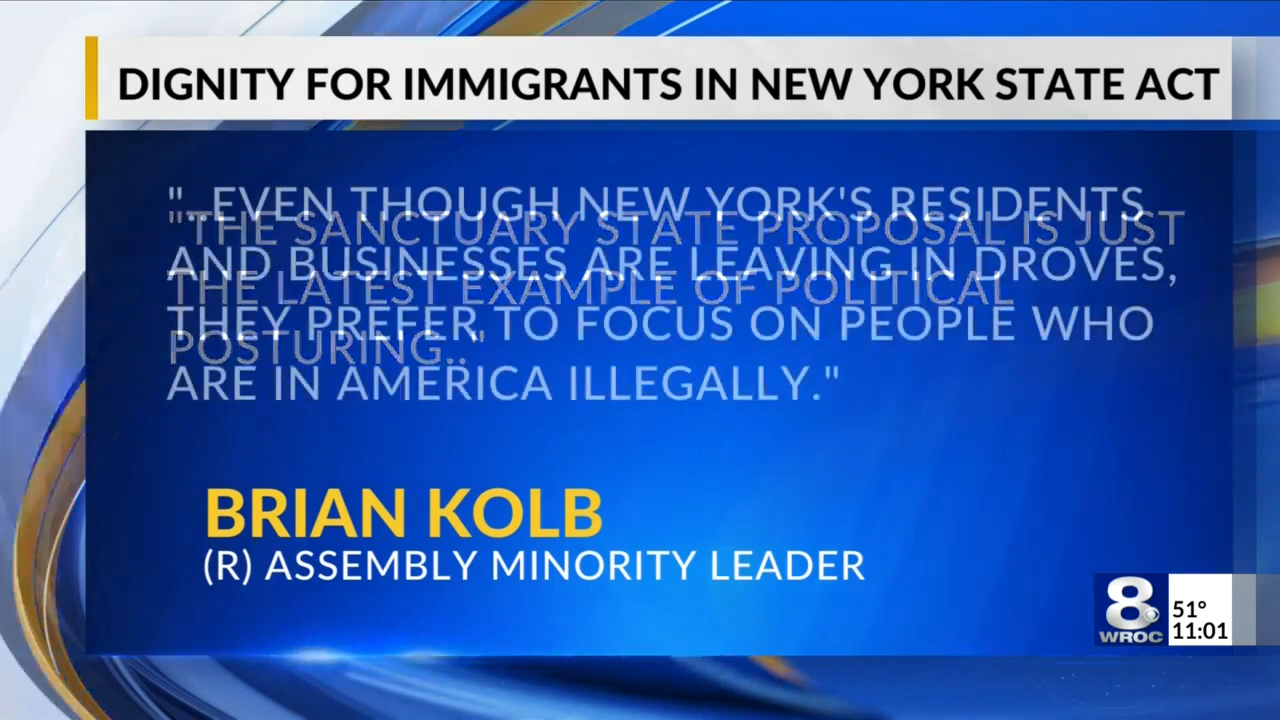 DIGNITY FOR IMMIGRANTS IN NEW YORK STATE ACT
"..EVEN THOUGH NEW YORK'S RESIDENTS
AND BUSINESSES ARE LEAVING IN DROVES,
THEY PREFER TO FOCUS ON PEOPLE WHO
ARE IN AMERICA ILLEGALLY."
"THE SANCTUARY STATE PROPOSAL IS JUST
THE LATEST EXAMPLE OF POLITICAL
POSTURING.."
BRIAN KOLB
(R) ASSEMBLY MINORITY LEADER
8
WROC
51°
11:01